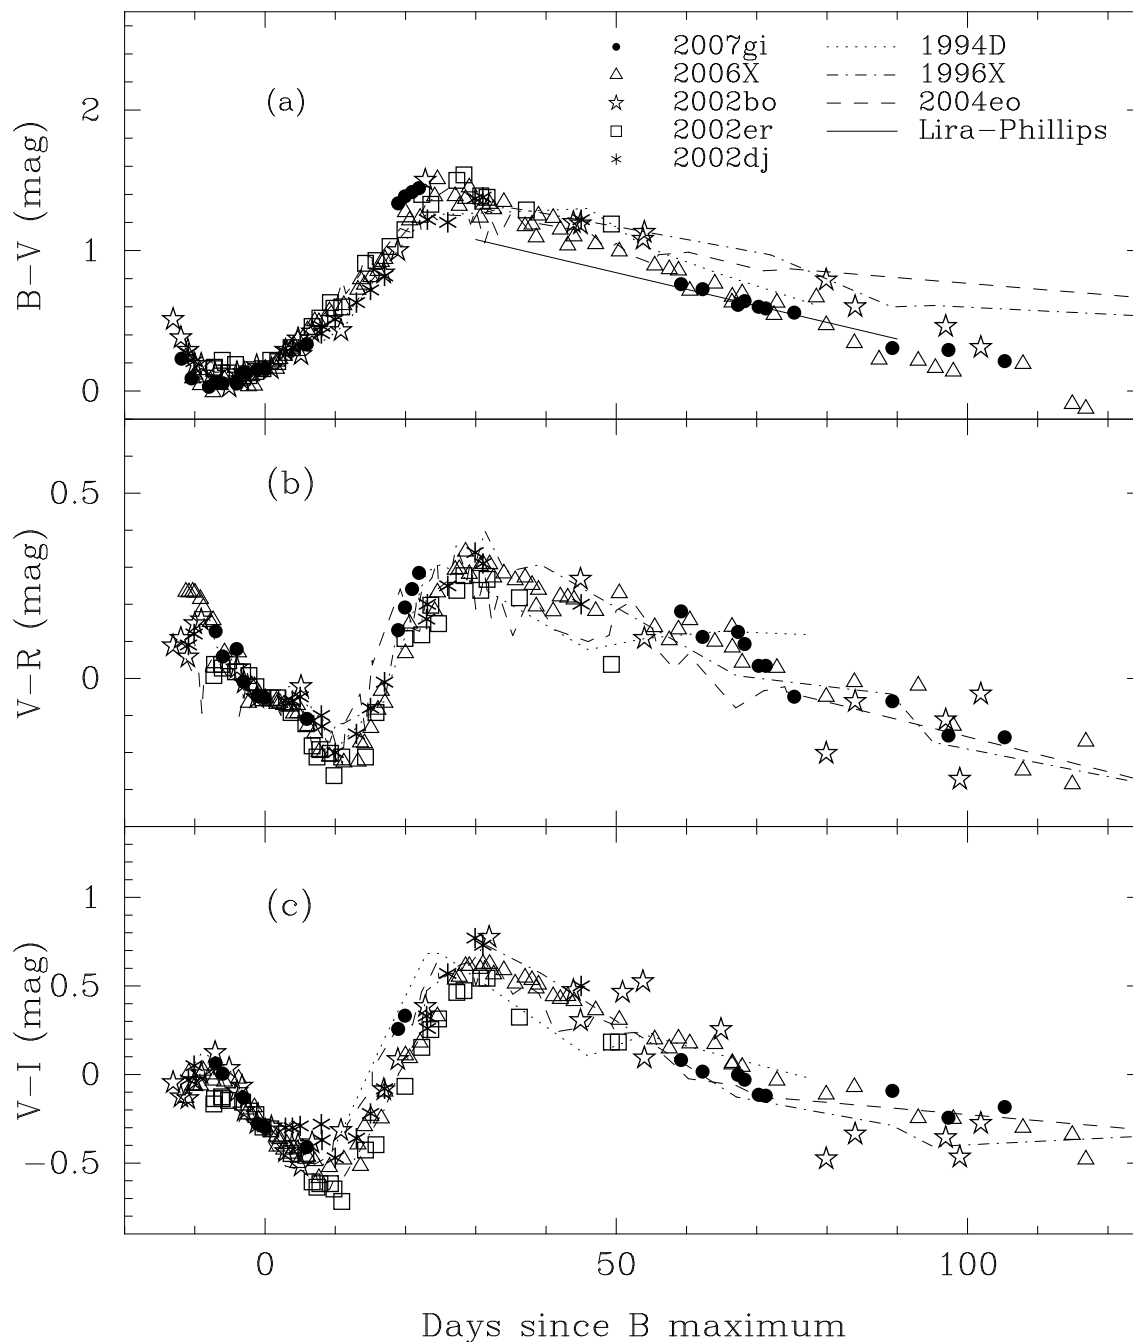 2007gi 1994D
2006X 1996X
2002bo 2004eo
2002er Lira-Phillips
2002dj
(a)
2
1
0
B-V (mag)
(b)
0.5
0
V-R (mag)
(c)
1
0.5
0
-0.5
V-I (mag)
0 50 100
Days since B maximum